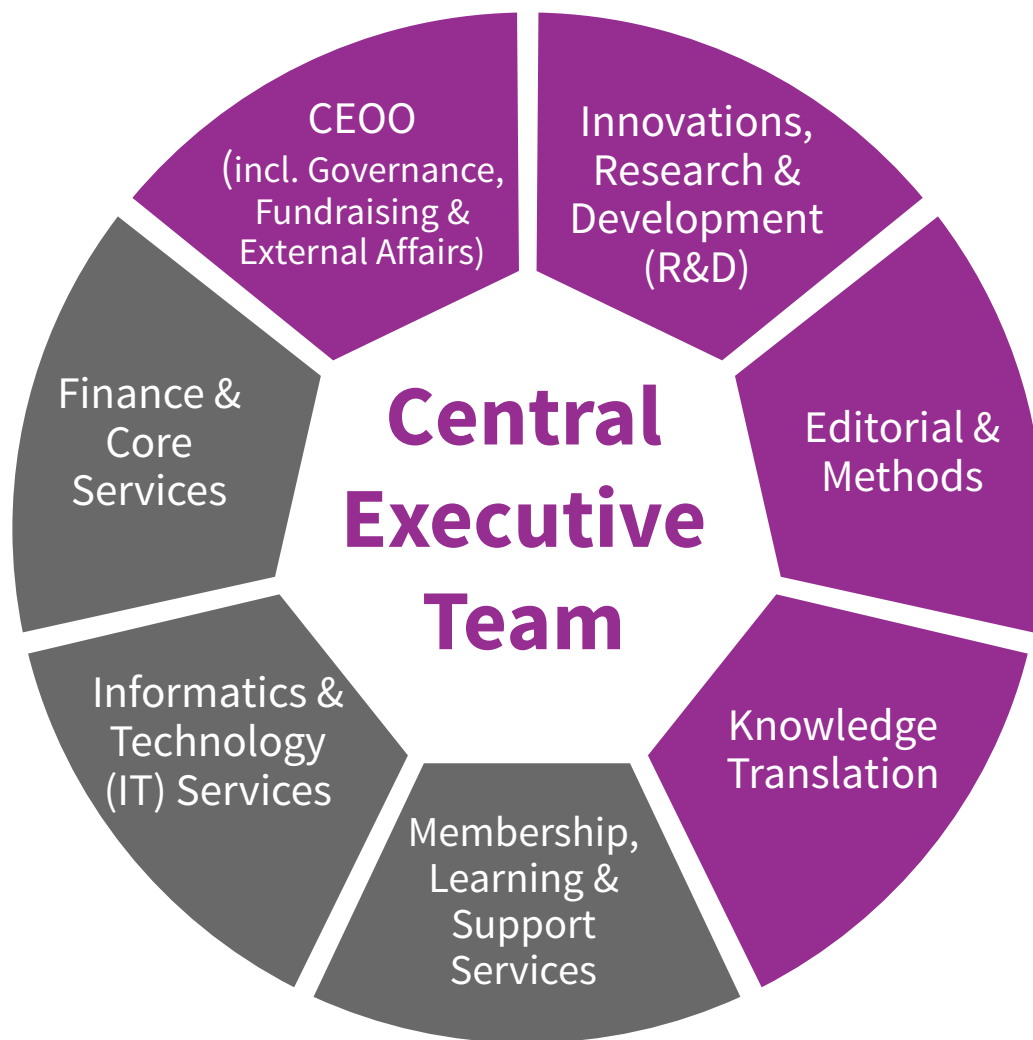 CEOO
(incl. Governance,
Fundraising &
External Affairs)
Innovations,
Research &
Development
(R&D)
Editorial &
Methods
Knowledge
Translation
Membership,
Learning &
Support
Services
Informatics &
Technology
(IT) Services
Finance &
Core
Services
Central
Executive
Team